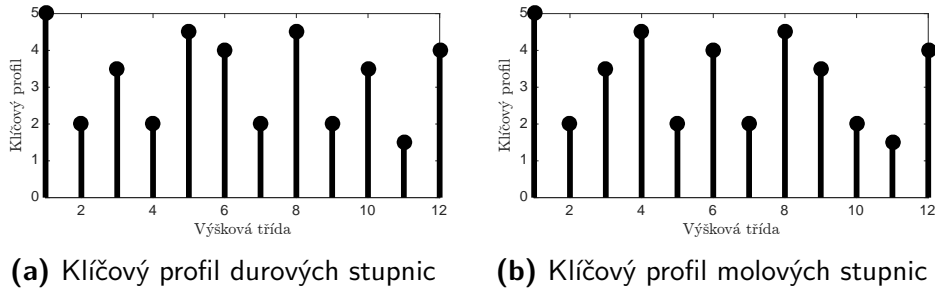 5
4
3
2
1
0
2 4 6 8 10 12
Klíčový profil
Výšková třída
(a) Klíčový profil durových stupnic
5
4
3
2
1
0
2 4 6 8 10 12
Klíčový profil
Výšková třída
(b) Klíčový profil molových stupnic